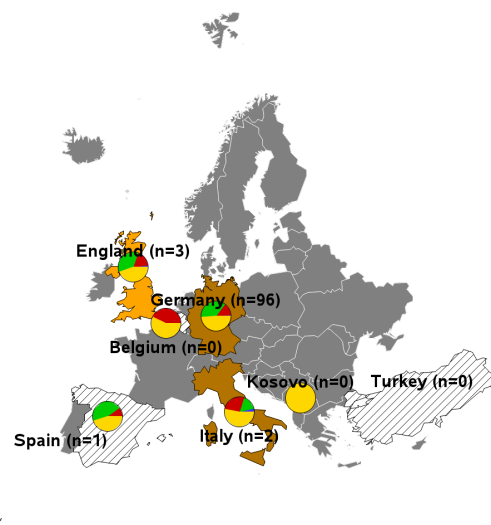 England (n=3)
Germany (n=96)
Belgium (n=0)
Kosovo (n=0)
Turkey (n=0)
Spain (n=1)
Italy (n=2)